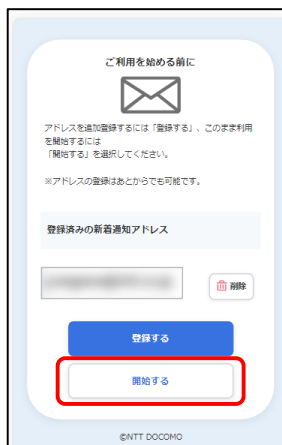 ご利用を始める前に
アドレスを追加登録するには「登録する」、このまま利用
を開始するには
「開始する」を選択してください。
※アドレスの登録はあとからでも可能です。
登録済みの新着通知アドレス
削除
登録する
開始する
©NTT DOCOMO